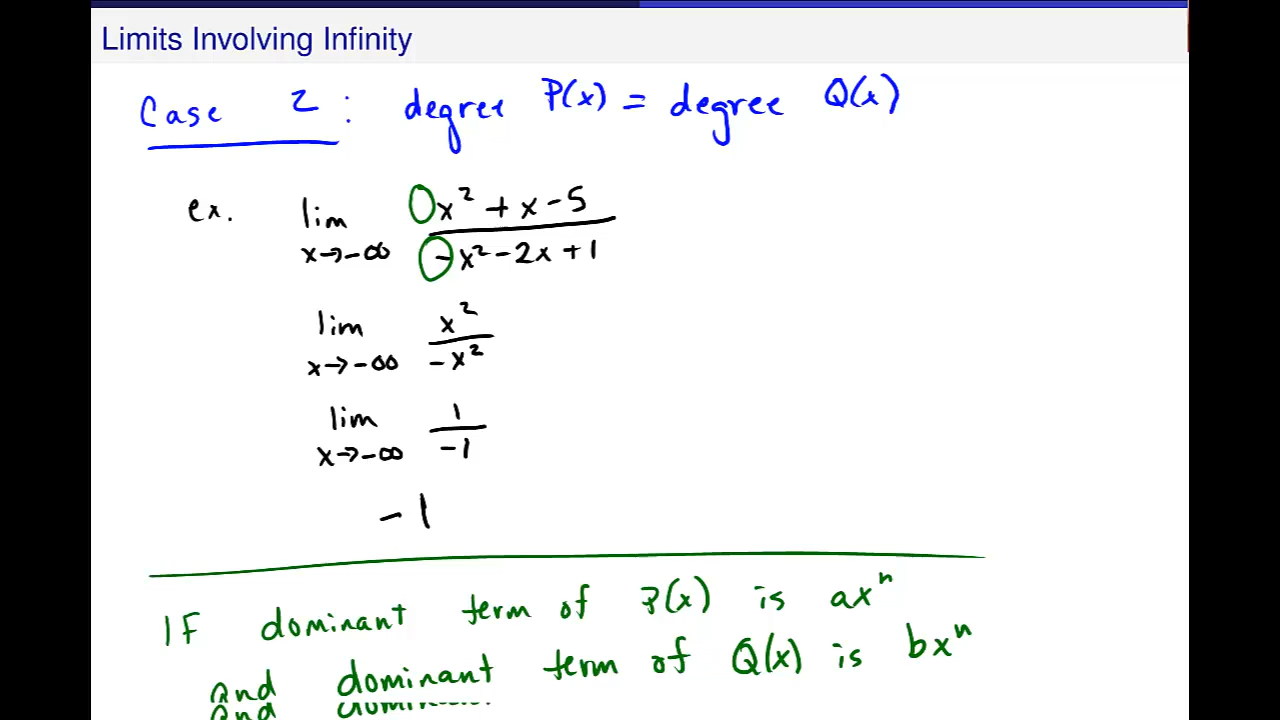 Limits Involving Infinity
Case 2 : degree P(x) = degree Q(x)
ex. lim x→-∞ (x² + x - 5)/(-x² - 2x + 1)
lim x→-∞ x²/(-x²)
lim x→-∞ 1/(-1)
-1
IF dominant term of P(x) is axⁿ
And dominant term of Q(x) is bxⁿ